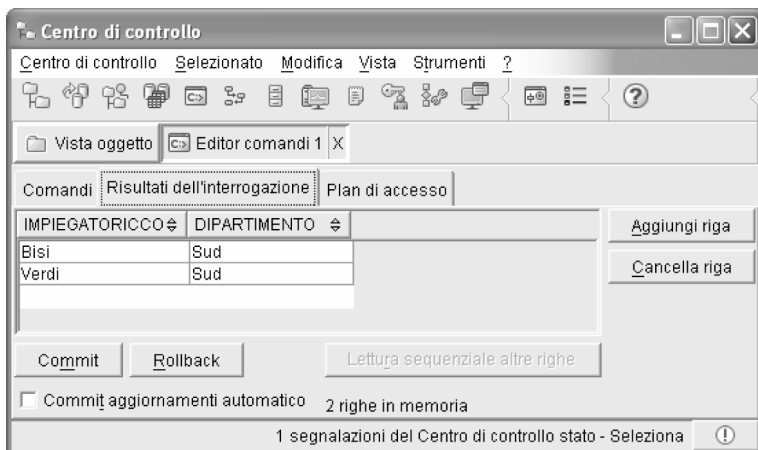 Centro di controllo
Centro di controllo Selezionato Modifica Vista Strumenti ?
Vista oggetto Editor comandi 1 X
Comandi Risultati dell'interrogazione Plan di accesso
IMPIEGATORICCO DIPARTIMENTO Aggiungi riga
Bisi Sud
Verdi Sud Cancella riga
Commit Rollback Lettura sequenziale altre righe
Commit aggiornamenti automatico 2 righe in memoria
1 segnalazioni del Centro di controllo stato - Seleziona